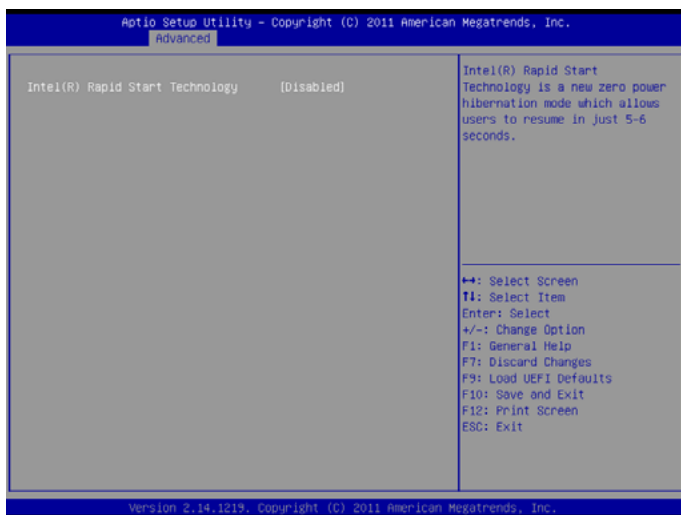 Aptio Setup Utility - Copyright (C) 2011 American Megatrends, Inc.
Advanced
Intel(R) Rapid Start Technology [Disabled]
Intel(R) Rapid Start
Technology is a new zero power
hibernation mode which allows
users to resume in just 5-6
seconds.
↔: Select Screen
↑↓: Select Item
Enter: Select
+/-: Change Option
F1: General Help
F7: Discard Changes
F9: Load UEFI Defaults
F10: Save and Exit
F12: Print Screen
ESC: Exit
Version 2.14.1219. Copyright (C) 2011 American Megatrends, Inc.